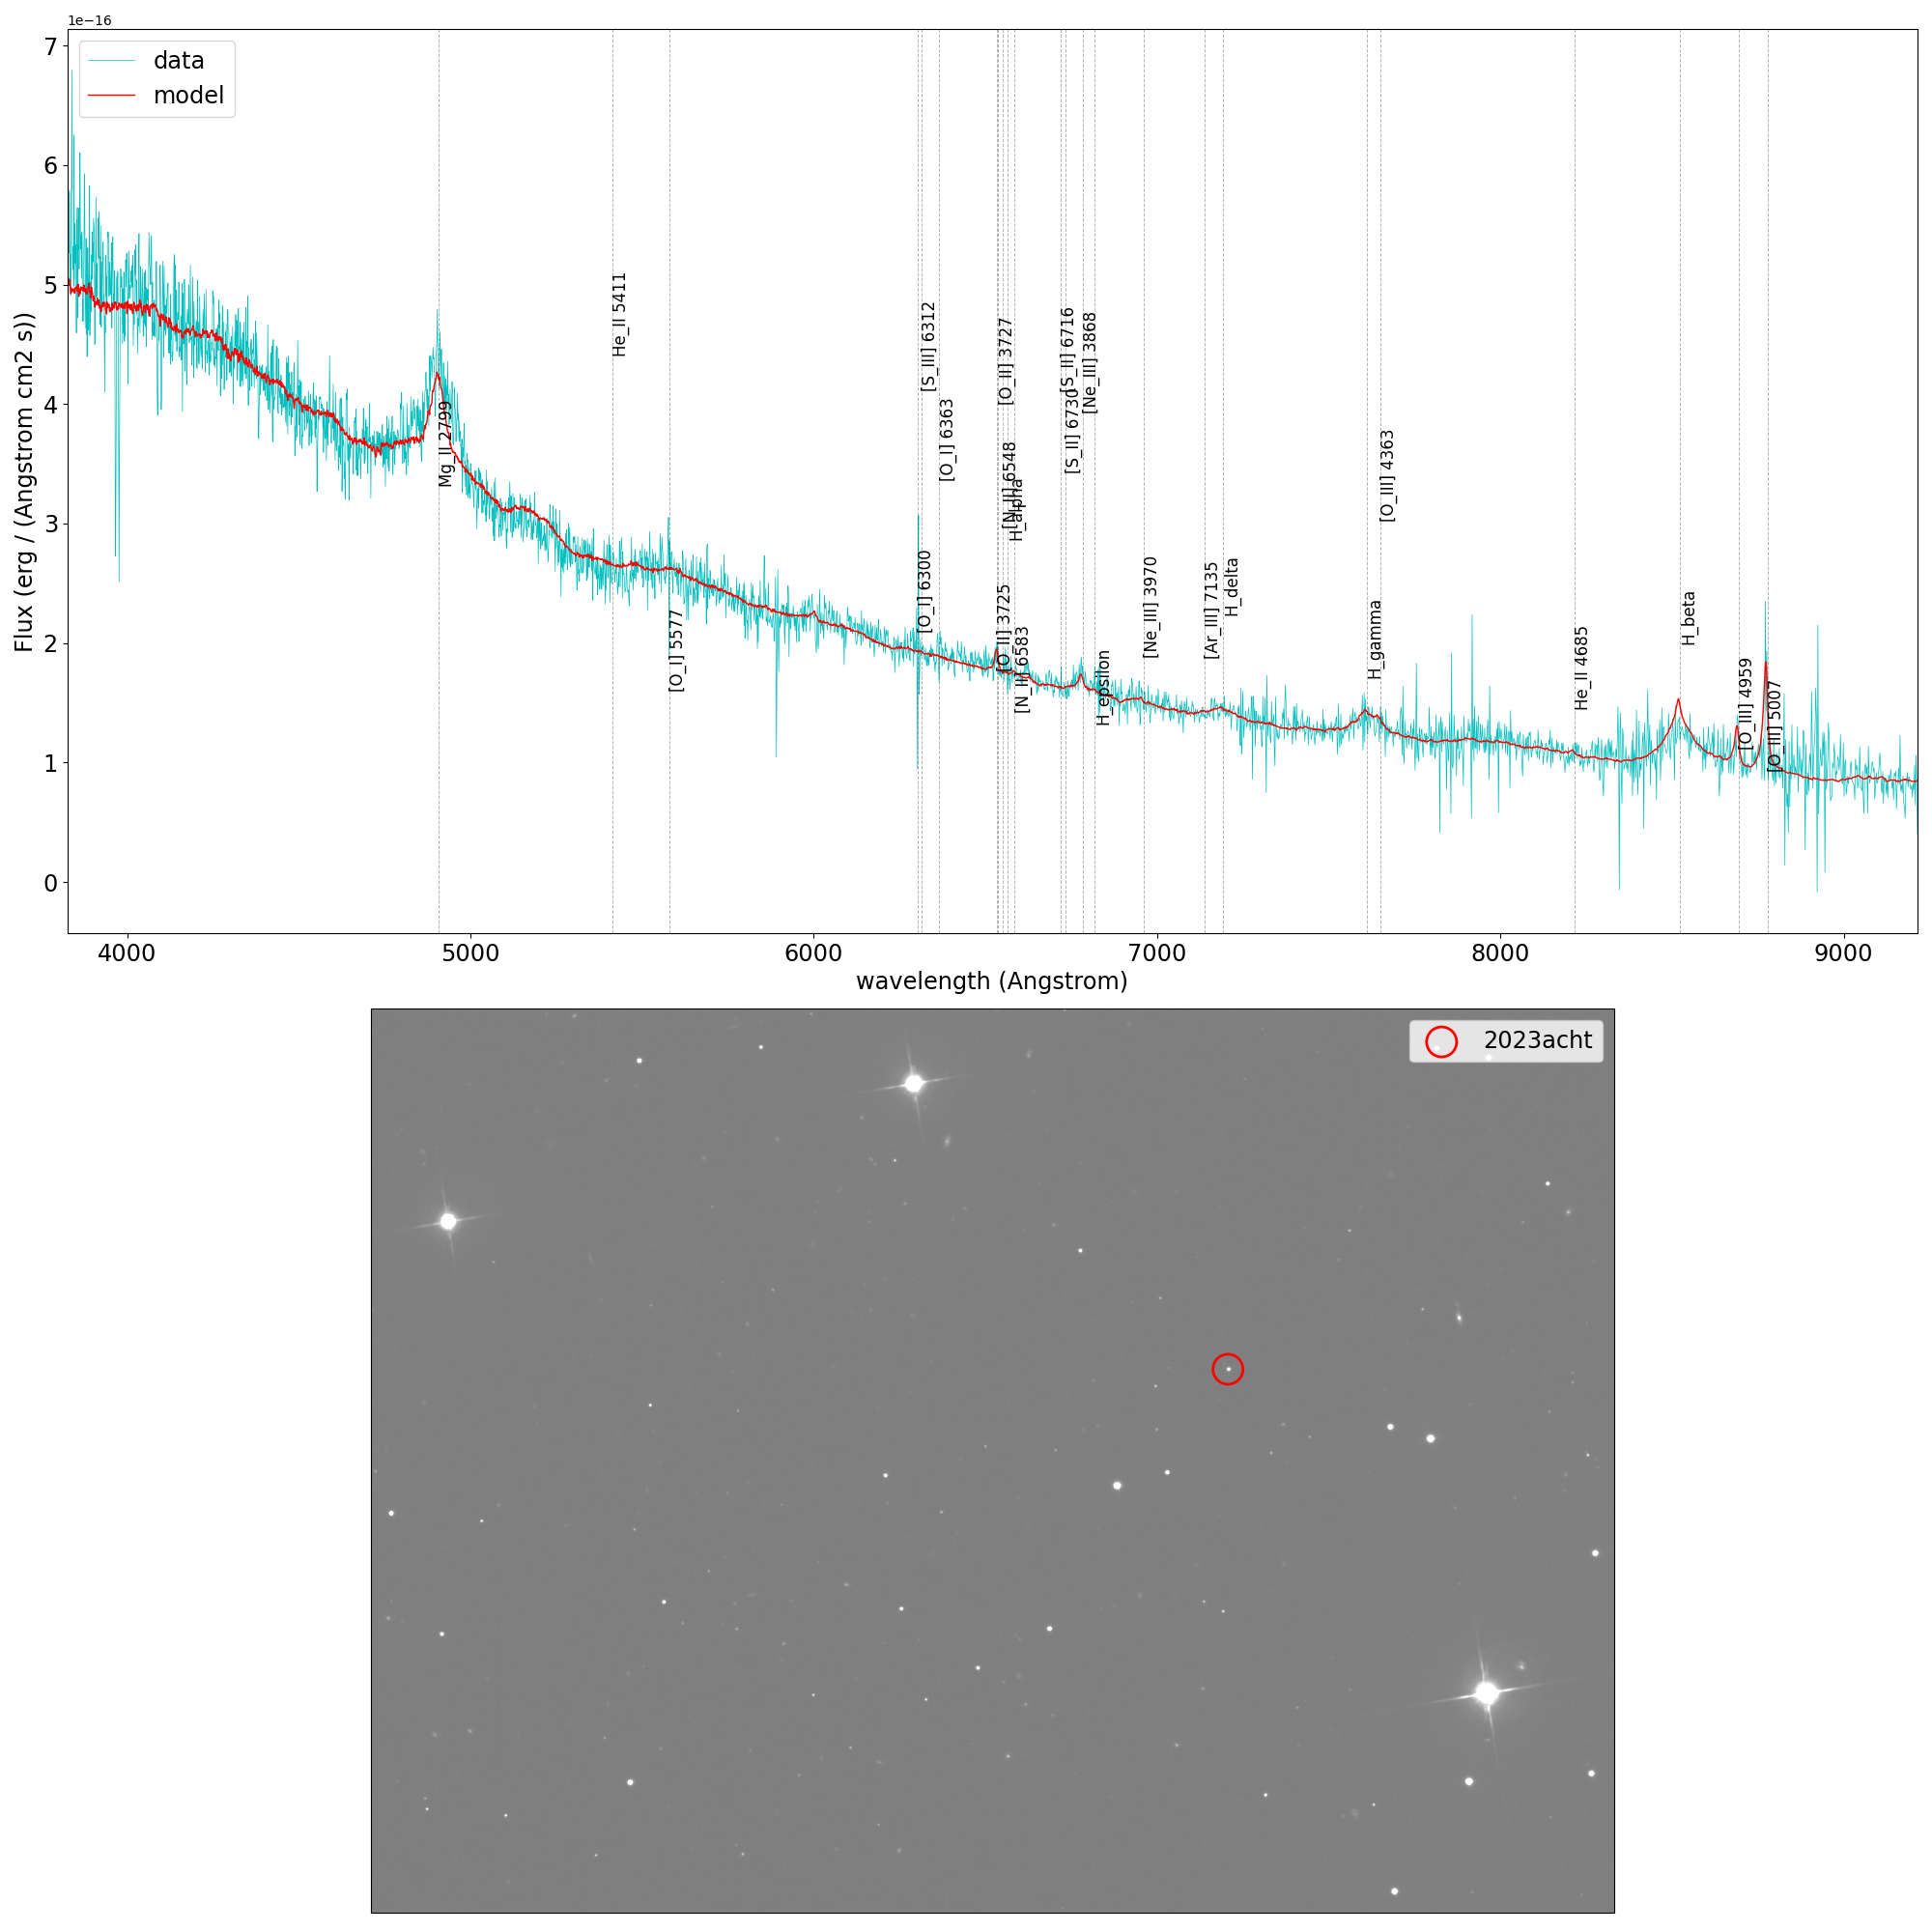 1e−16
data
model
7
6
5
4
3
2
1
0
Flux (erg / (Angstrom cm2 s))
Mg_II 2799
He_II 5411
[O_I] 5577
[O_I] 6300
[S_III] 6312
[O_I] 6363
[O_II] 3725
[O_II] 3727
[N_II] 6548
H_alpha
[N_II] 6583
[S_II] 6716
[S_II] 6730
[Ne_III] 3868
H_epsilon
[Ne_III] 3970
[Ar_III] 7135
H_delta
H_gamma
[O_III] 4363
He_II 4685
H_beta
[O_III] 4959
[O_III] 5007
4000
5000
6000
7000
8000
9000
wavelength (Angstrom)
2023acht